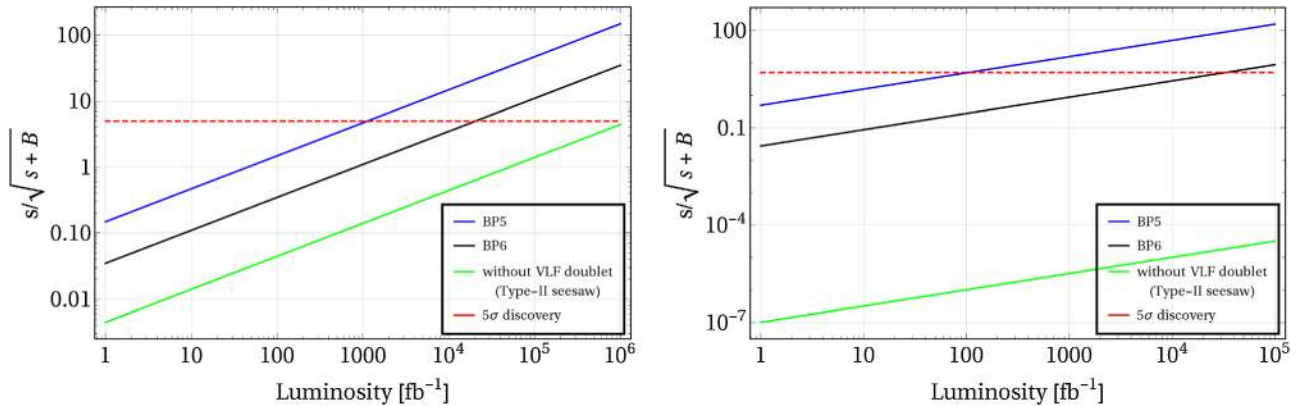 s/√s + B
100
10
1
0.10
0.01
1
10
100
1000
10⁴
10⁵
10⁶
Luminosity [fb⁻¹]
BP5
BP6
without VLF doublet
(Type-II seesaw)
5σ discovery
s/√s + B
100
0.1
10⁻⁴
10⁻⁷
1
10
100
1000
10⁴
10⁵
Luminosity [fb⁻¹]
BP5
BP6
without VLF doublet
(Type-II seesaw)
5σ discovery